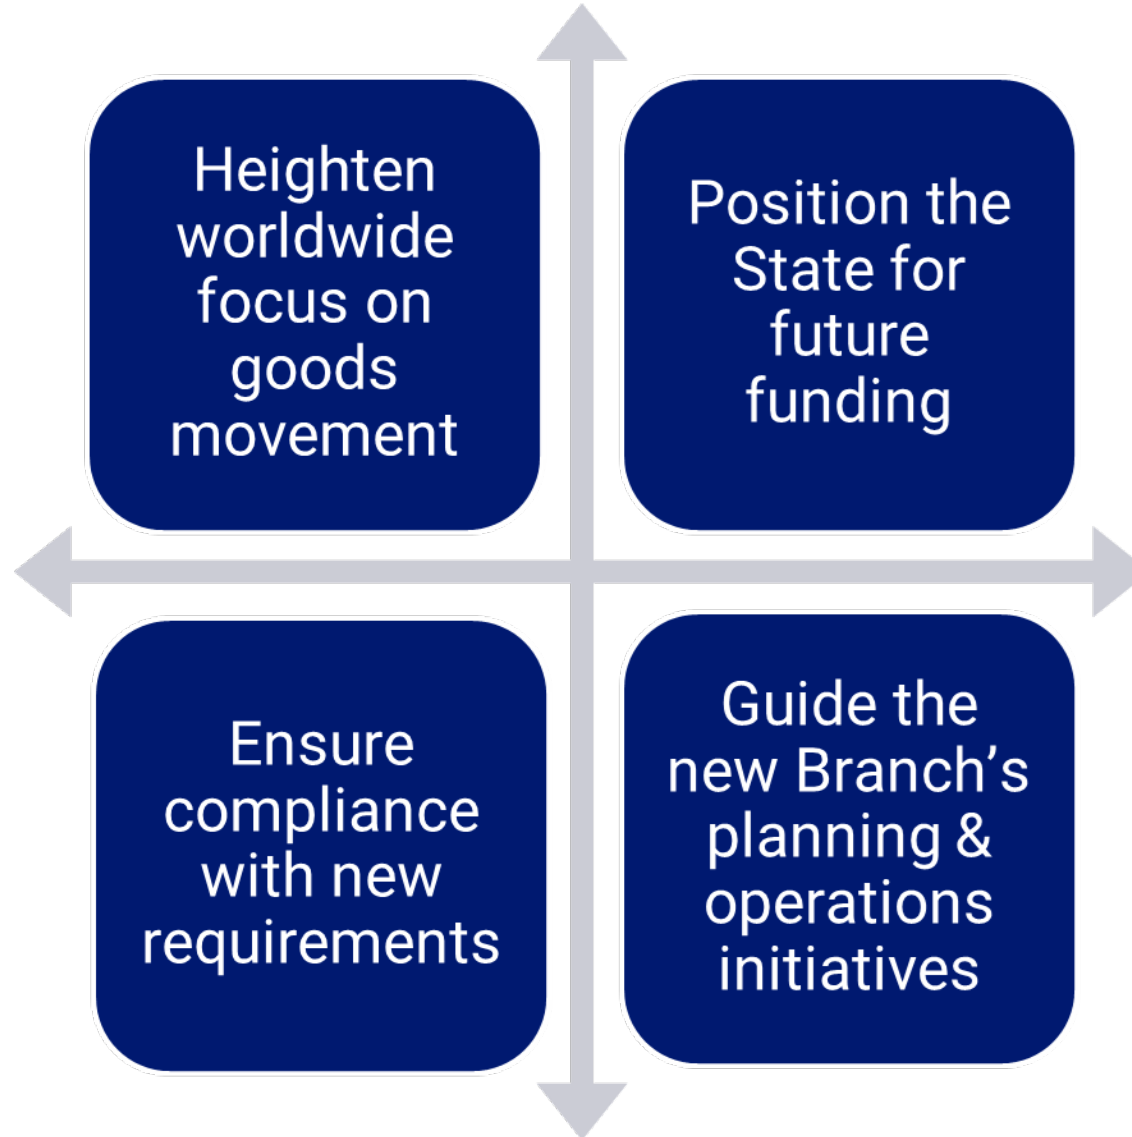 Heighten
worldwide
focus on
goods
movement
Position the
State for
future
funding
Ensure
compliance
with new
requirements
Guide the
new Branch’s
planning &
operations
initiatives